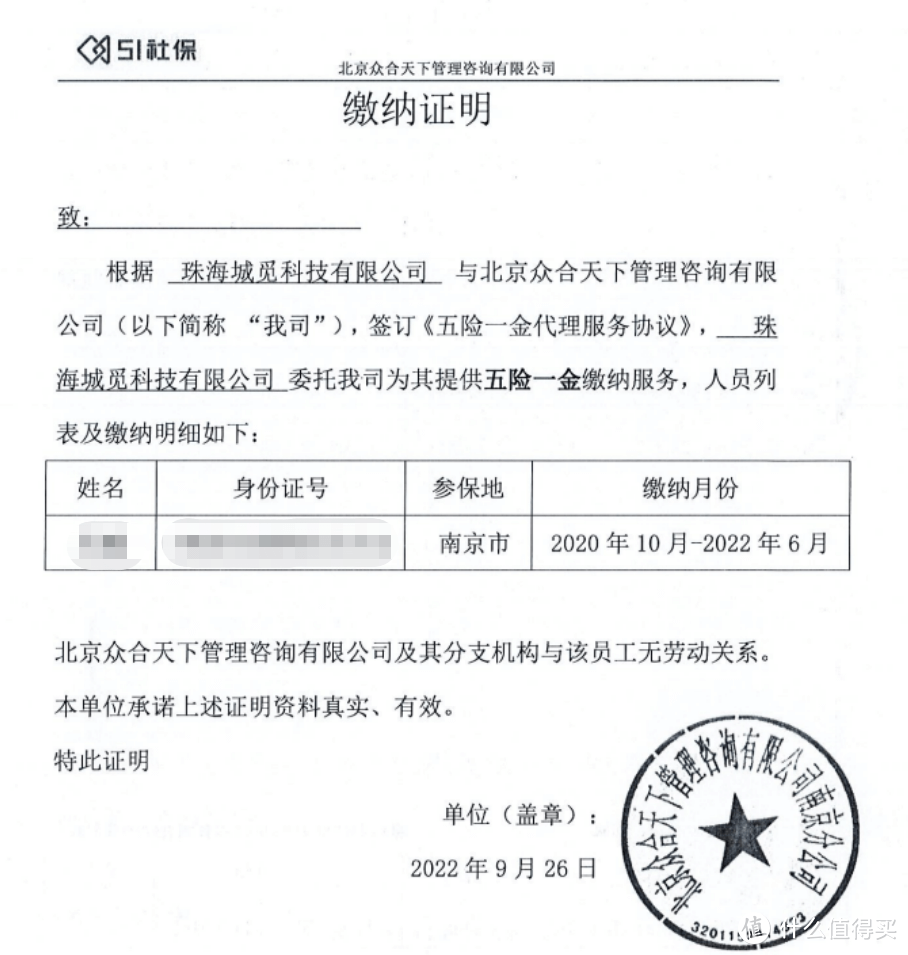 51社保
北京众合天下管理咨询有限公司
缴纳证明
致:
根据 珠海城觅科技有限公司 与北京众合天下管理咨询有限
公司（以下简称 “我司”），签订《五险一金代理服务协议》， 珠
海城觅科技有限公司 委托我司为其提供五险一金缴纳服务，人员列
表及缴纳明细如下：
姓名 身份证号 参保地 缴纳月份
南京市 2020 年 10 月-2022 年 6 月
北京众合天下管理咨询有限公司及其分支机构与该员工无劳动关系。
本单位承诺上述证明资料真实、有效。
特此证明
单位（盖章）：
2022 年 9 月 26 日
北京众合天下管理咨询有限公司南京分公司
值 什么值得买